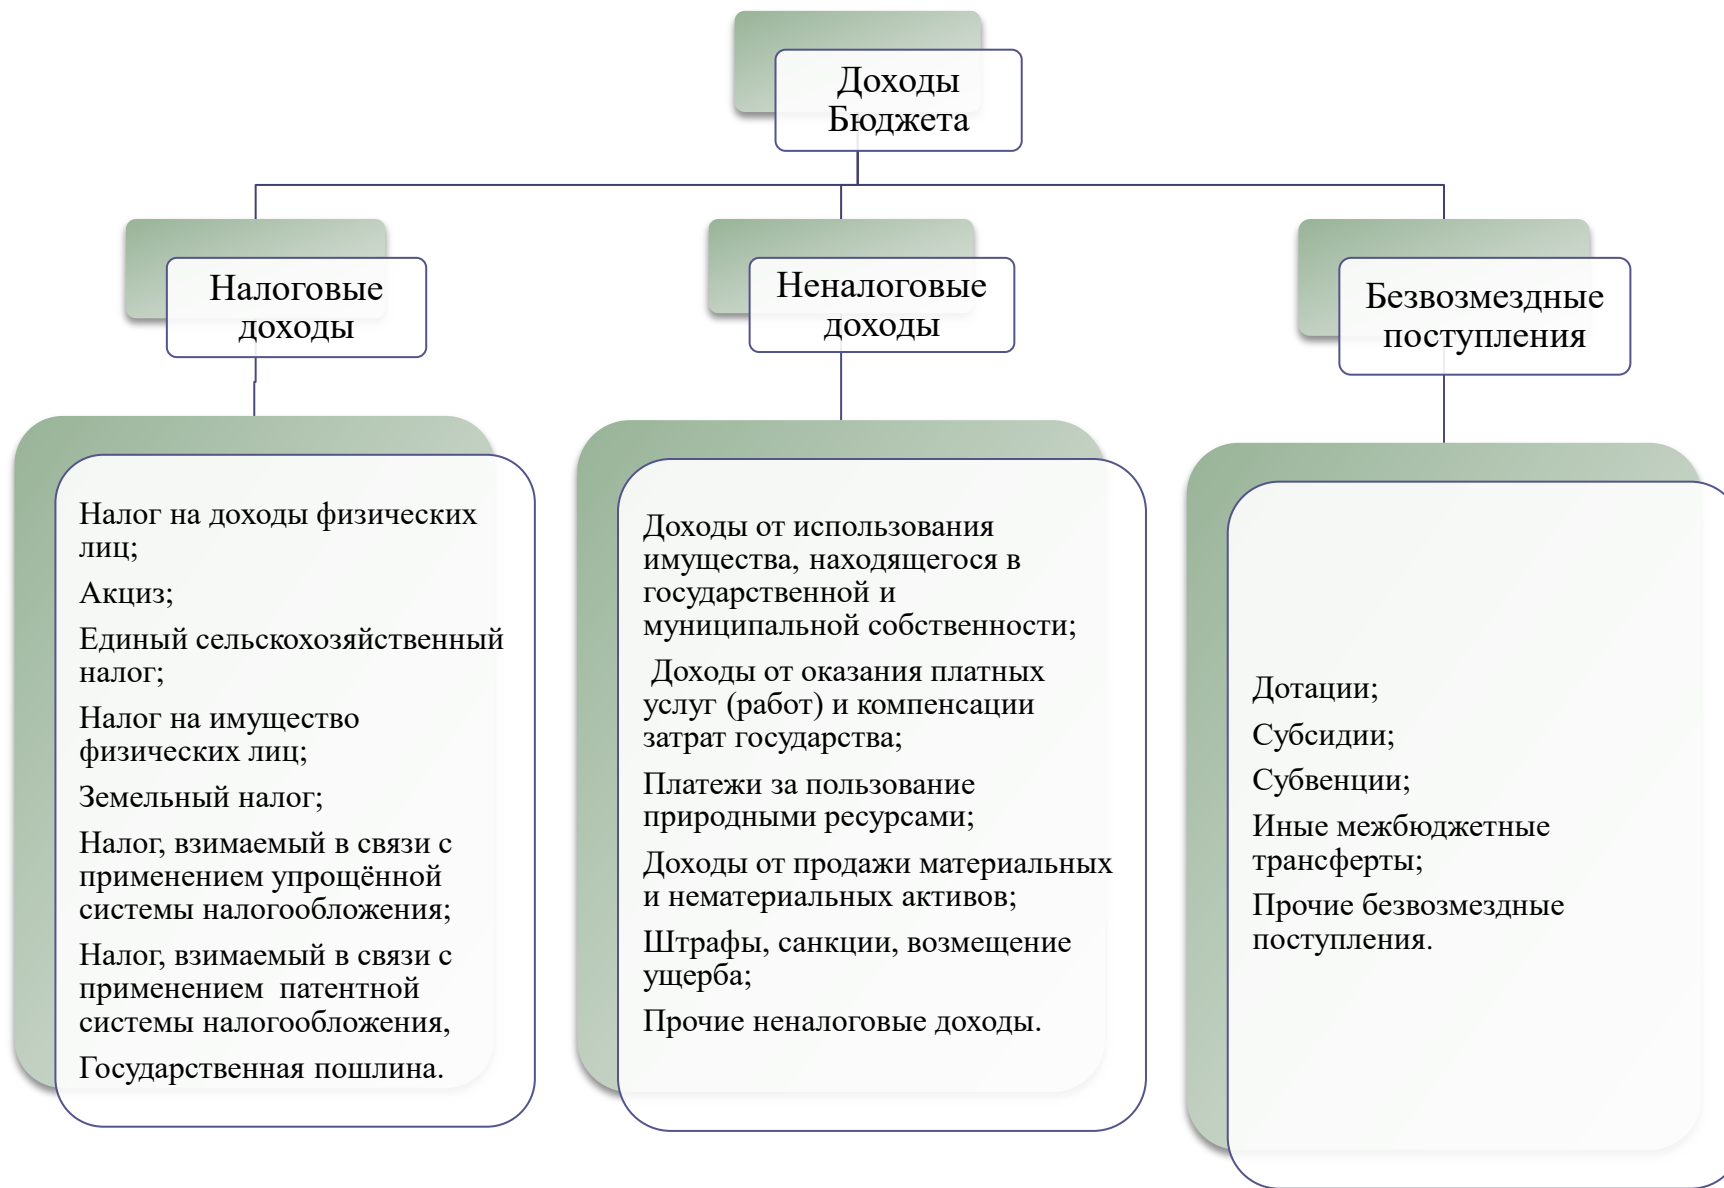 Доходы
Бюджета
Налоговые
доходы
Неналоговые
доходы
Безвозмездные
поступления
Налог на доходы физических
лиц;
Акциз;
Единый сельскохозяйственный
налог;
Налог на имущество
физических лиц;
Земельный налог;
Налог, взимаемый в связи с
применением упрощённой
системы налогообложения;
Налог, взимаемый в связи с
применением  патентной
системы налогообложения,
Государственная пошлина.
Доходы от использования
имущества, находящегося в
государственной и
муниципальной собственности;
Доходы от оказания платных
услуг (работ) и компенсации
затрат государства;
Платежи за пользование
природными ресурсами;
Доходы от продажи материальных
и нематериальных активов;
Штрафы, санкции, возмещение
ущерба;
Прочие неналоговые доходы.
Дотации;
Субсидии;
Субвенции;
Иные межбюджетные
трансферты;
Прочие безвозмездные
поступления.